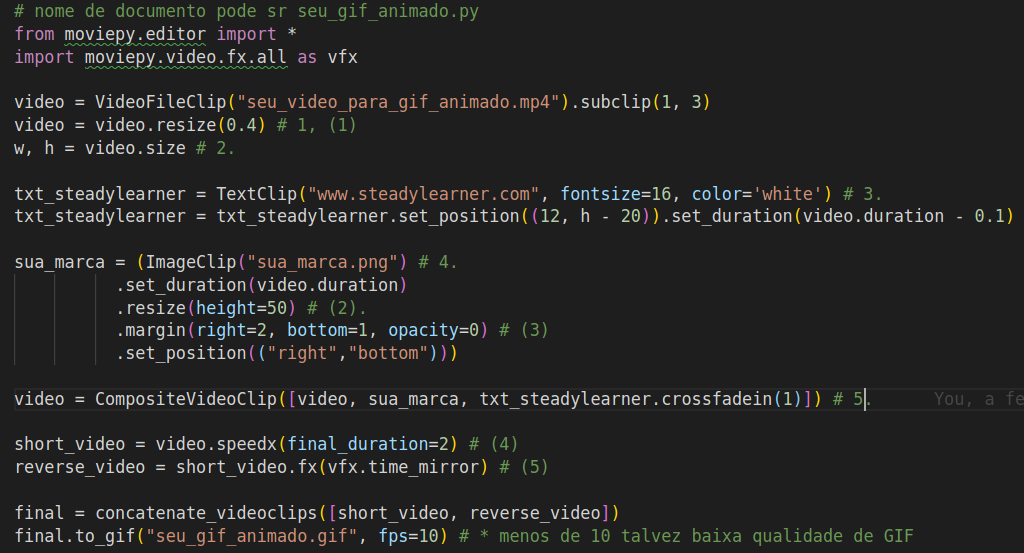 # nome de documento pode sr seu_gif_animado.py
from moviepy.editor import *
import moviepy.video.fx.all as vfx
video = VideoFileClip("seu_video_para_gif_animado.mp4").subclip(1, 3)
video = video.resize(0.4) # 1, (1)
w, h = video.size # 2.
txt_steadylearner = TextClip("www.steadylearner.com", fontsize=16, color='white') # 3.
txt_steadylearner = txt_steadylearner.set_position((12, h - 20)).set_duration(video.duration - 0.1)
sua_marca = (ImageClip("sua_marca.png") # 4.
.set_duration(video.duration)
.resize(height=50) # (2).
.margin(right=2, bottom=1, opacity=0) # (3)
.set_position(("right","bottom")))
video = CompositeVideoClip([video, sua_marca, txt_steadylearner.crossfadein(1)]) # 5. You, a fe
short_video = video.speedx(final_duration=2) # (4)
reverse_video = short_video.fx(vfx.time_mirror) # (5)
final = concatenate_videoclips([short_video, reverse_video])
final.to_gif("seu_gif_animado.gif", fps=10) # * menos de 10 talvez baixa qualidade de GIF